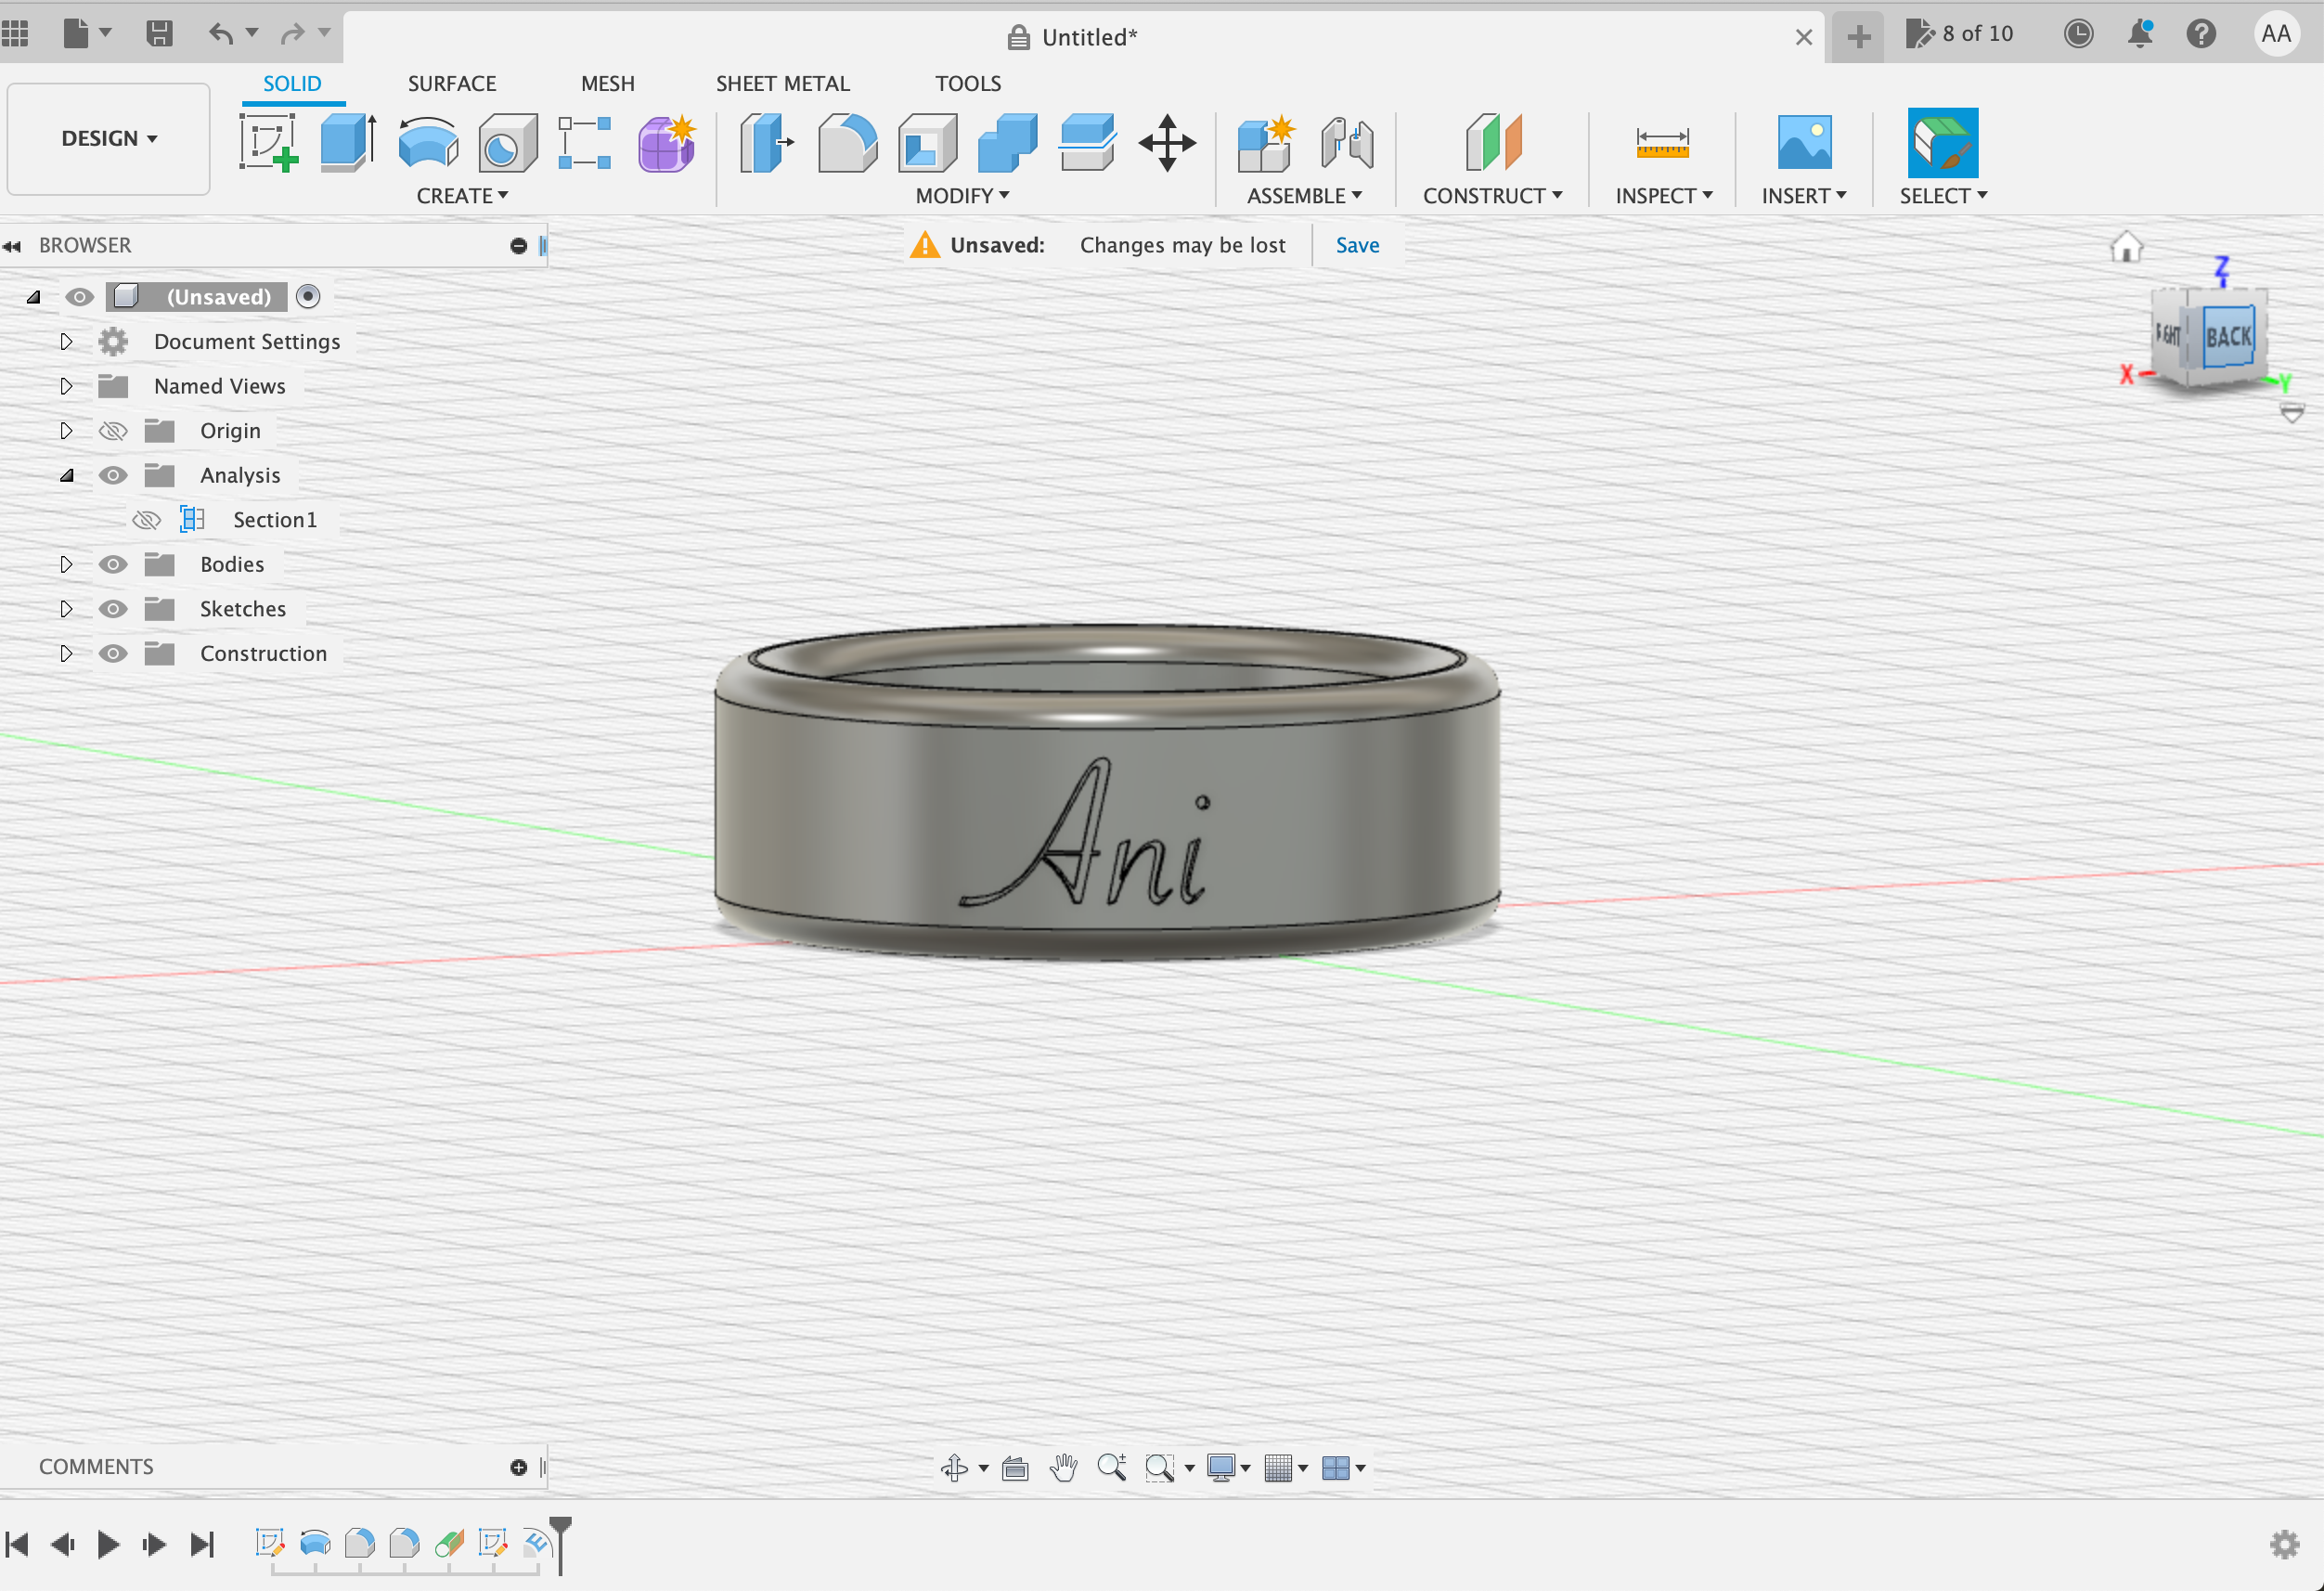 Untitled*
8 of 10
AA
DESIGN
SOLID
SURFACE
MESH
SHEET METAL
TOOLS
CREATE
MODIFY
ASSEMBLE
CONSTRUCT
INSPECT
INSERT
SELECT
BROWSER
Unsaved: Changes may be lost Save
(Unsaved)
Document Settings
Named Views
Origin
Analysis
Section1
Bodies
Sketches
Construction
Z
BACK
X
Y
Ani
COMMENTS